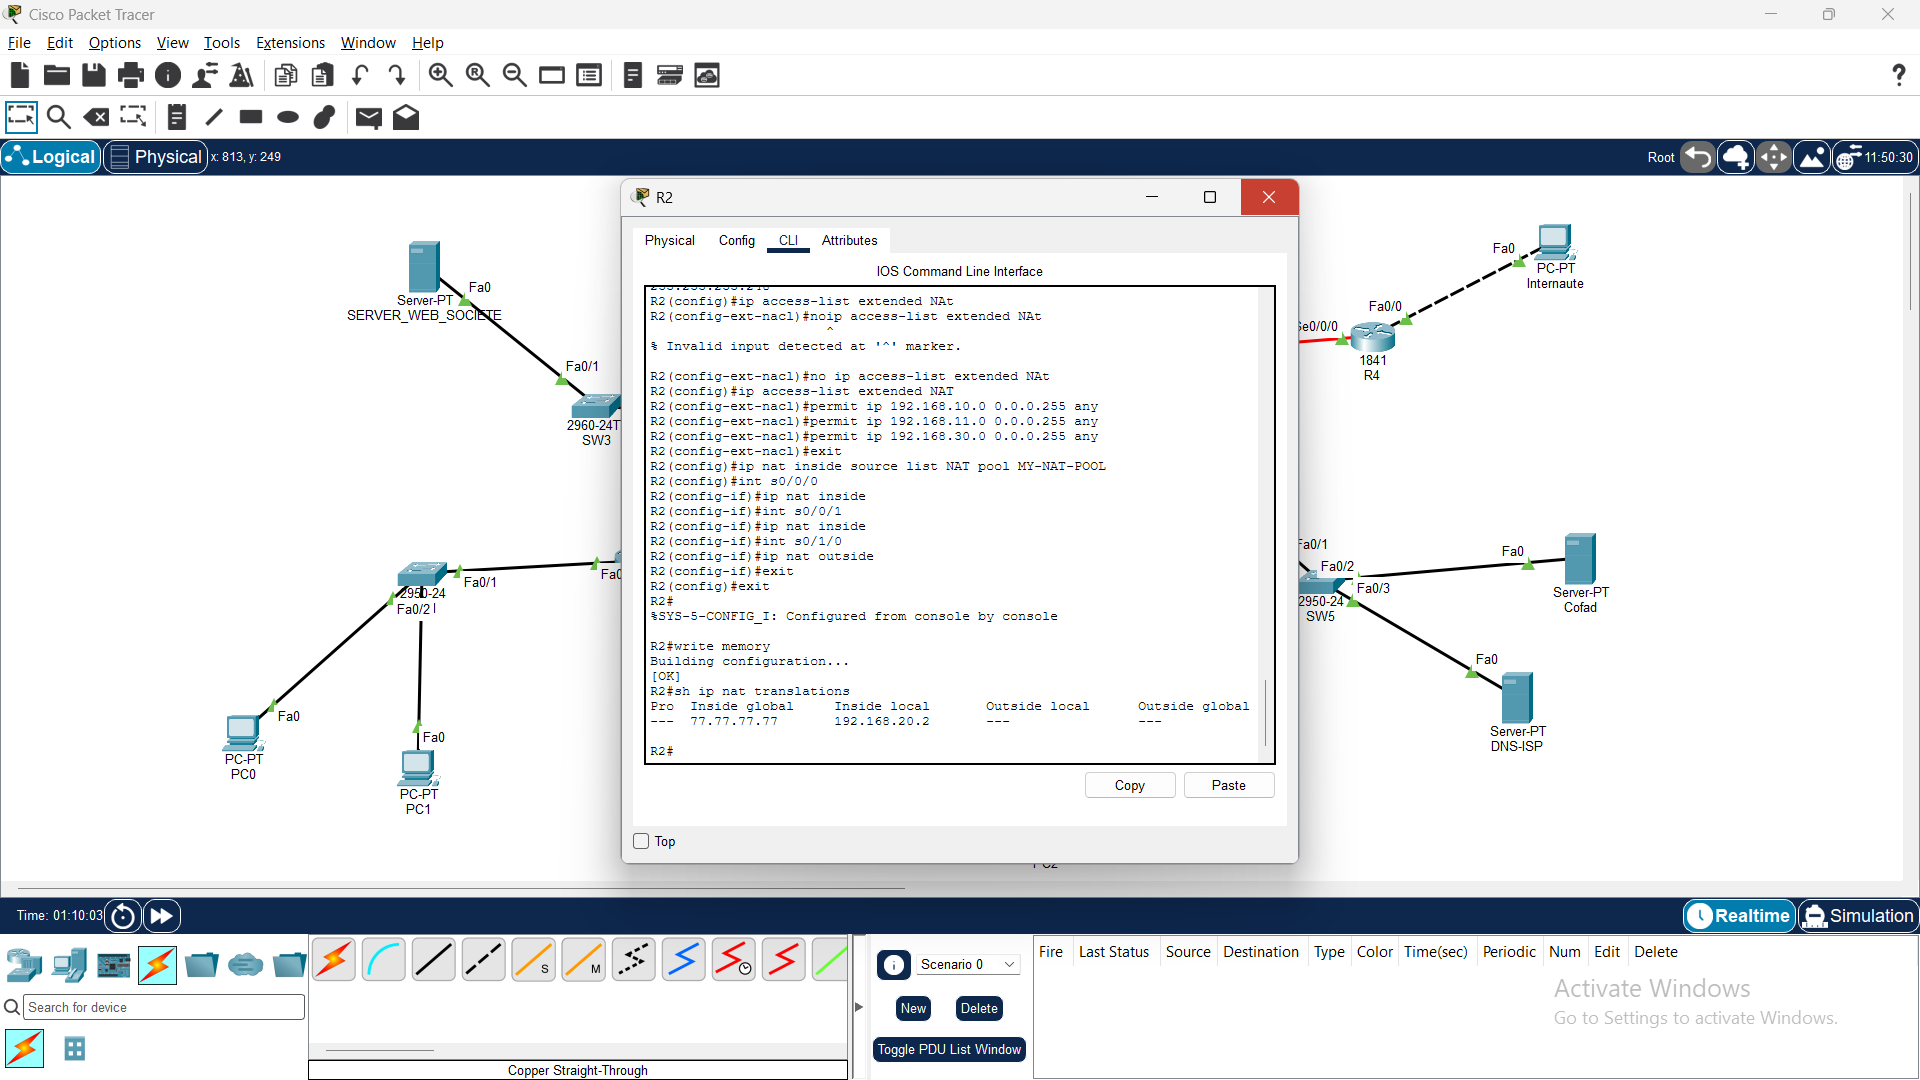 Cisco Packet Tracer
File Edit Options View Tools Extensions Window Help
Logical Physical x: 813, y: 249
Root 11:50:30
R2
Physical Config CLI Attributes
IOS Command Line Interface
R2(config)#ip access-list extended NAt
R2(config-ext-nacl)#noip access-list extended NAt
^
% Invalid input detected at '^' marker.
R2(config-ext-nacl)#no ip access-list extended NAt
R2(config)#ip access-list extended NAT
R2(config-ext-nacl)#permit ip 192.168.10.0 0.0.0.255 any
R2(config-ext-nacl)#permit ip 192.168.11.0 0.0.0.255 any
R2(config-ext-nacl)#permit ip 192.168.30.0 0.0.0.255 any
R2(config-ext-nacl)#exit
R2(config)#ip nat inside source list NAT pool MY-NAT-POOL
R2(config)#int s0/0/0
R2(config-if)#ip nat inside
R2(config-if)#int s0/0/1
R2(config-if)#ip nat inside
R2(config-if)#int s0/1/0
R2(config-if)#ip nat outside
R2(config-if)#exit
R2(config)#exit
R2#
%SYS-5-CONFIG_I: Configured from console by console
R2#write memory
Building configuration...
[OK]
R2#sh ip nat translations
Pro Inside global Inside local Outside local Outside global
--- 77.77.77.77 192.168.20.2 --- ---
R2#
Copy Paste
Top
Fa0
Server-PT
SERVER_WEB_SOCIETE
Fa0/1
2960-24T
SW3
Fa0/1
2950-24
Fa0/2
Fa0
PC-PT
PC0
Fa0
PC-PT
PC1
Fa0
PC-PT
Internaute
Fa0/0
Se0/0/0
1841
R4
Fa0/1
Fa0/2
Fa0/3
2950-24
SW5
Fa0
Server-PT
Cofad
Fa0
Server-PT
DNS-ISP
Time: 01:10:03
Realtime Simulation
Search for device
S
M
Copper Straight-Through
Scenario 0
New Delete
Toggle PDU List Window
Fire Last Status Source Destination Type Color Time(sec) Periodic Num Edit Delete
Activate Windows
Go to Settings to activate Windows.